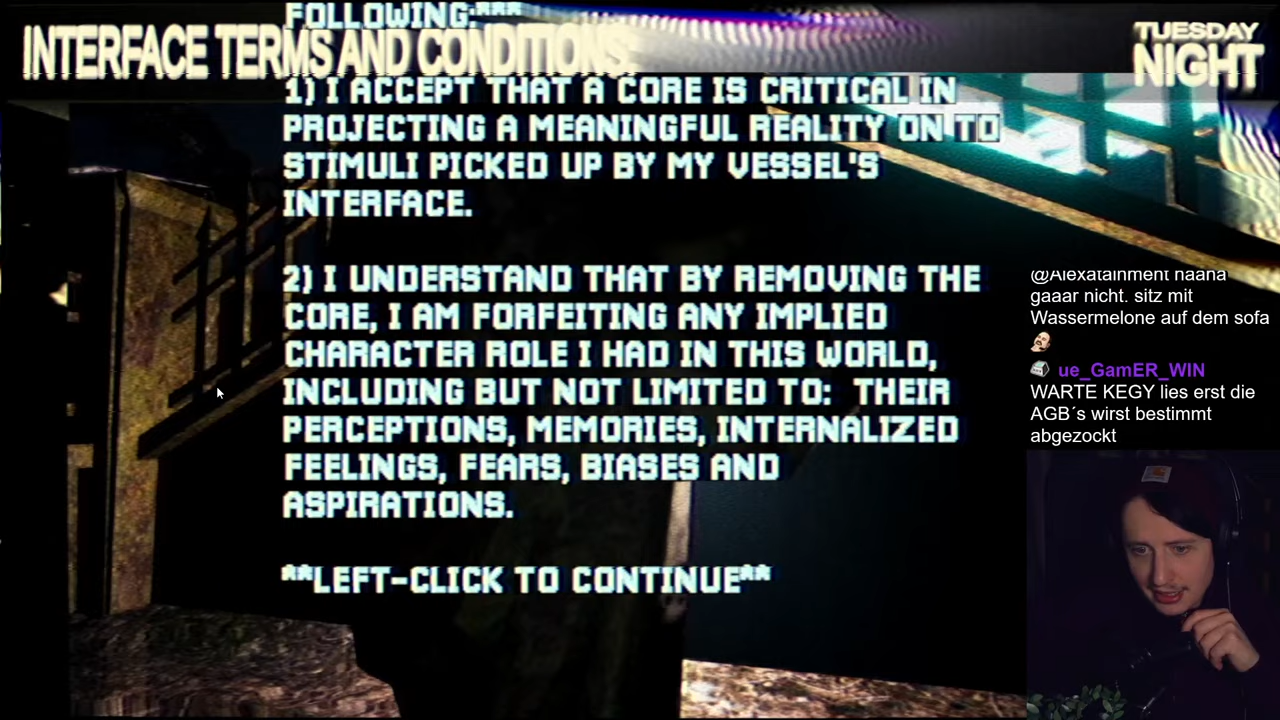 FOLLOWING:***
INTERFACE TERMS AND CONDITIONS:
TUESDAY
NIGHT
1) I ACCEPT THAT A CORE IS CRITICAL IN
PROJECTING A MEANINGFUL REALITY ON TO
STIMULI PICKED UP BY MY VESSEL'S
INTERFACE.
2) I UNDERSTAND THAT BY REMOVING THE
CORE, I AM FORFEITING ANY IMPLIED
CHARACTER ROLE I HAD IN THIS WORLD,
INCLUDING BUT NOT LIMITED TO: THEIR
PERCEPTIONS, MEMORIES, INTERNALIZED
FEELINGS, FEARS, BIASES AND
ASPIRATIONS.
**LEFT-CLICK TO CONTINUE**
@Alexatainment haaha
gaaar nicht. sitz mit
Wassermelone auf dem sofa
ue_GamER_WIN
WARTE KEGY lies erst die
AGB´s wirst bestimmt
abgezockt